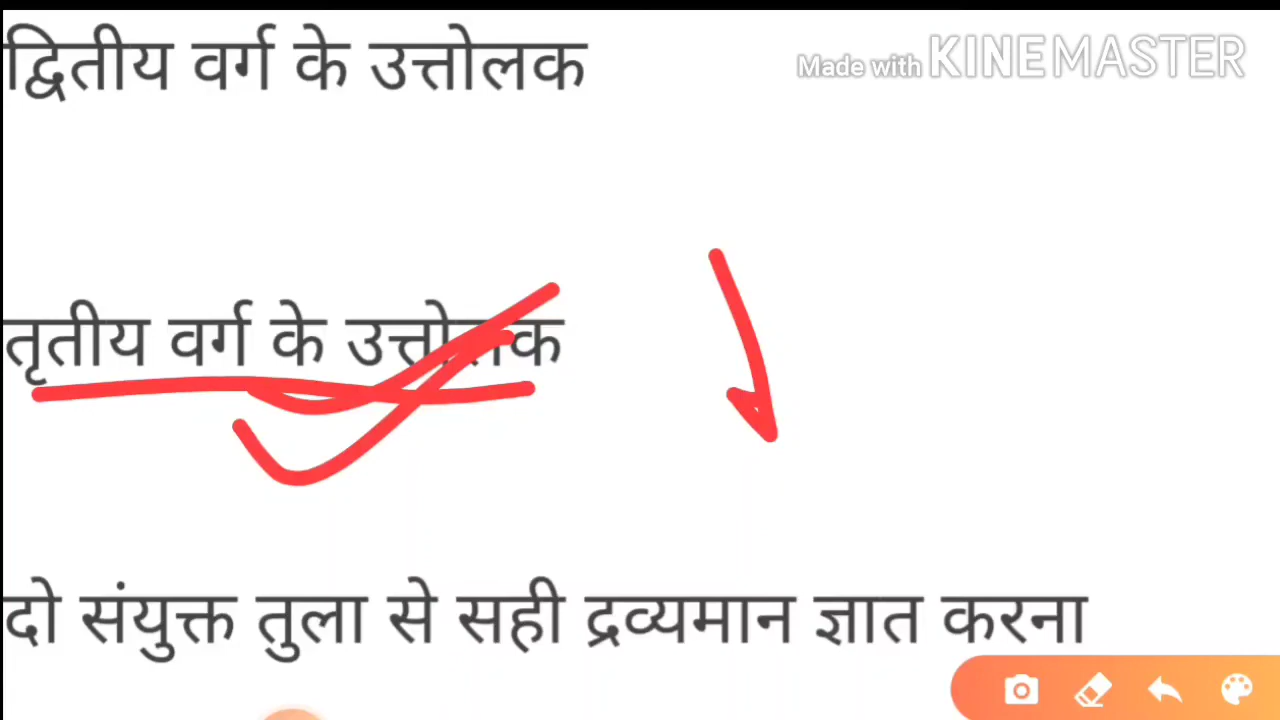 द्वितीय वर्ग के उत्तोलक
Made with KINEMASTER
तृतीय वर्ग के उत्तोलक
दो संयुक्त तुला से सही द्रव्यमान ज्ञात करना